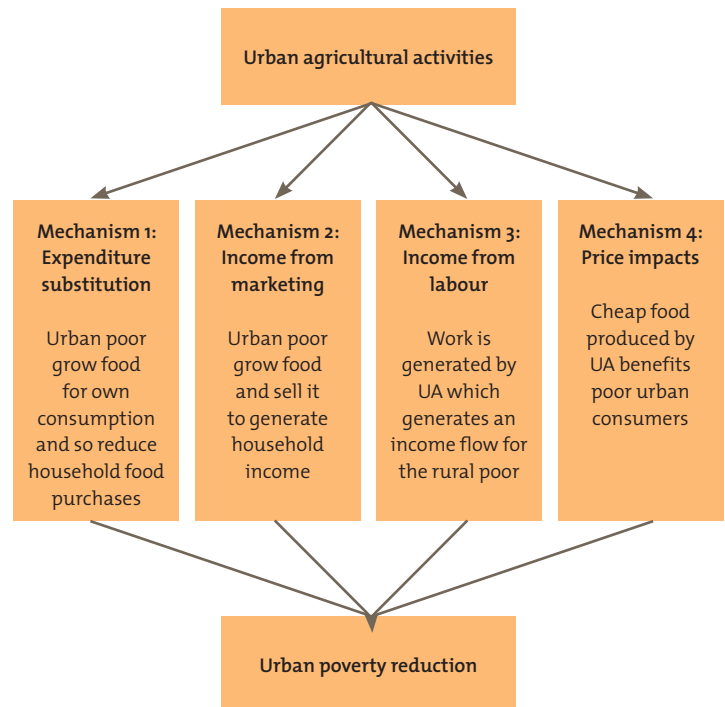 Urban agricultural activities
Mechanism 1:
Expenditure
substitution
Urban poor
grow food
for own
consumption
and so reduce
household food
purchases
Mechanism 2:
Income from
marketing
Urban poor
grow food
and sell it
to generate
household
income
Mechanism 3:
Income from
labour
Work is
generated by
UA which
generates an
income flow for
the rural poor
Mechanism 4:
Price impacts
Cheap food
produced by
UA benefits
poor urban
consumers
Urban poverty reduction